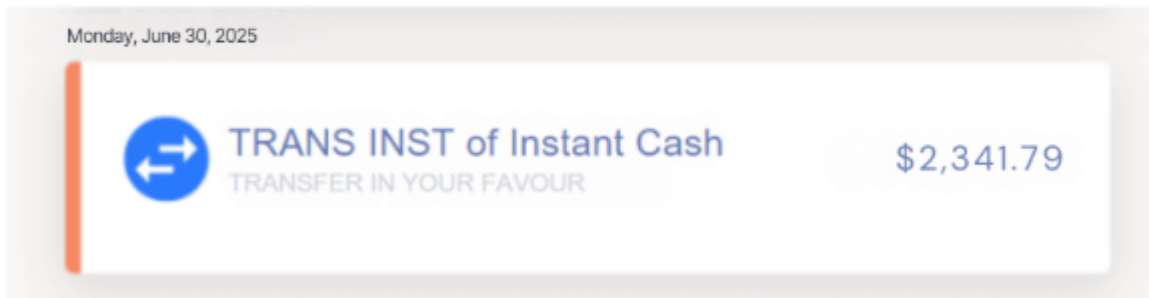 Monday, June 30, 2025
TRANS INST of Instant Cash
$2,341.79
TRANSFER IN YOUR FAVOUR